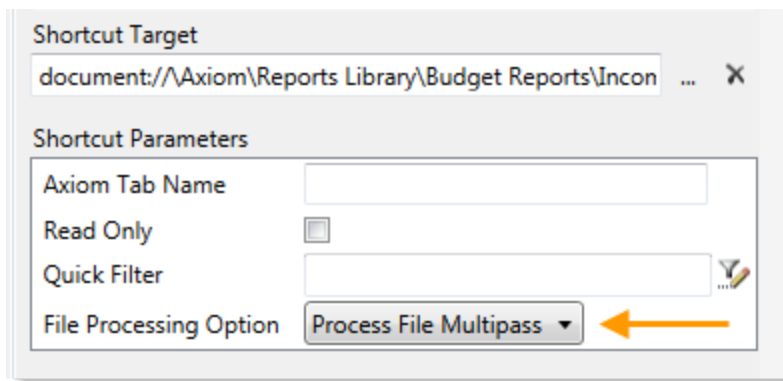 Shortcut Target
document://\Axiom\Reports Library\Budget Reports\Incon ...
Shortcut Parameters
Axiom Tab Name
Read Only
Quick Filter
File Processing Option Process File Multipass